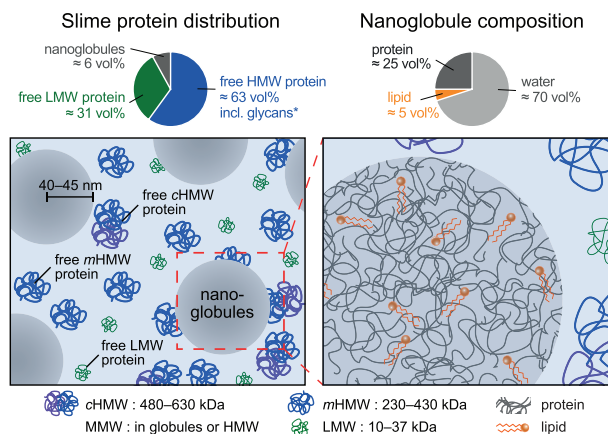 Slime protein distribution
nanoglobules
≈ 6 vol%
free LMW protein
≈ 31 vol%
free HMW protein
≈ 63 vol%
incl. glycans*
Nanoglobule composition
protein
≈ 25 vol%
lipid
≈ 5 vol%
water
≈ 70 vol%
40–45 nm
free cHMW
protein
free mHMW
protein
nano-
globules
free LMW
protein
cHMW : 480–630 kDa
mHMW : 230–430 kDa
protein
MMW : in globules or HMW
LMW : 10–37 kDa
lipid